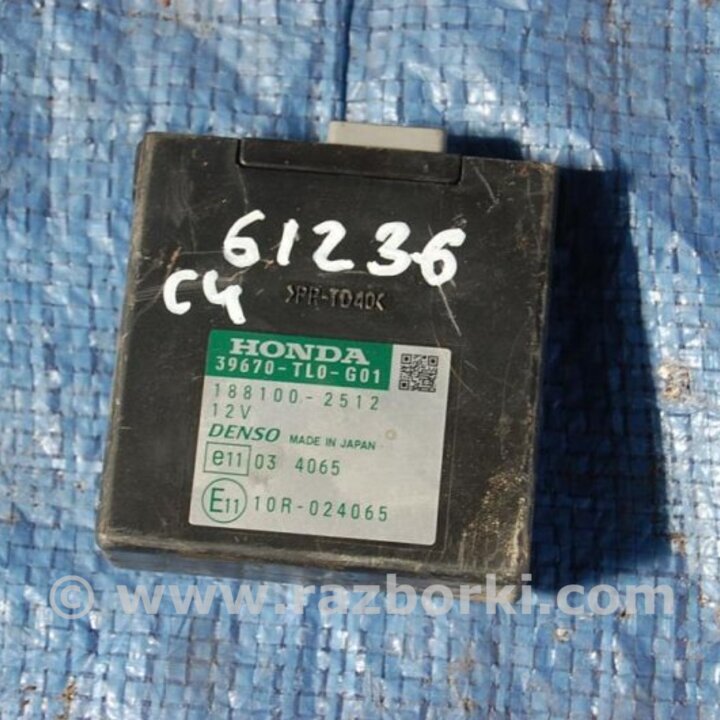 61236
C4
>PP-TD40<
HONDA
39670-TL0-G01
188100-2512
12V
DENSO MADE IN JAPAN
e11 03 4065
E11 10R-024065
© www.razborki.com